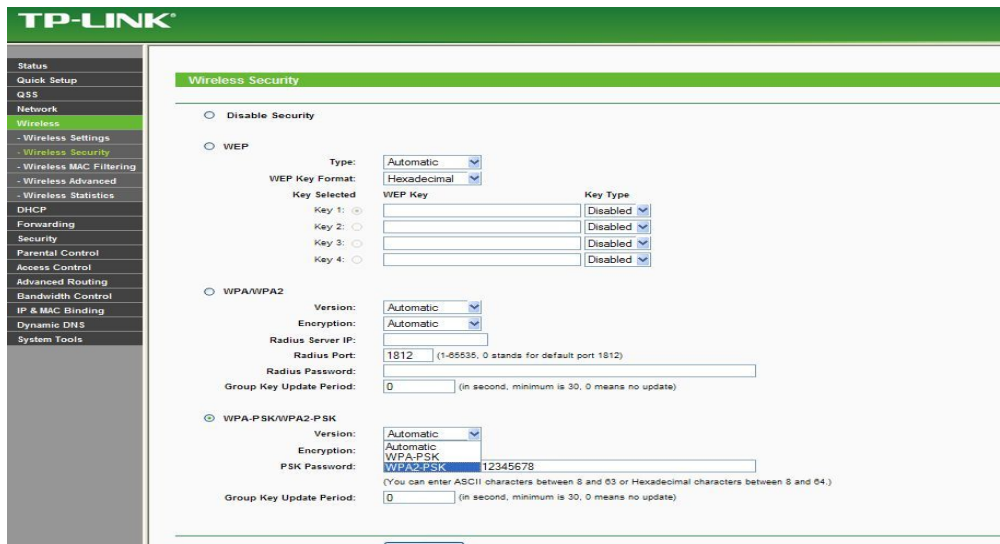 TP-LINK®
Status
Quick Setup
QSS
Network
Wireless
- Wireless Settings
- Wireless Security
- Wireless MAC Filtering
- Wireless Advanced
- Wireless Statistics
DHCP
Forwarding
Security
Parental Control
Access Control
Advanced Routing
Bandwidth Control
IP & MAC Binding
Dynamic DNS
System Tools
Wireless Security
Disable Security
WEP
Type: Automatic
WEP Key Format: Hexadecimal
Key Selected WEP Key Key Type
Key 1: Disabled
Key 2: Disabled
Key 3: Disabled
Key 4: Disabled
WPA/WPA2
Version: Automatic
Encryption: Automatic
Radius Server IP:
Radius Port: 1812 (1-65535, 0 stands for default port 1812)
Radius Password:
Group Key Update Period: 0 (in second, minimum is 30, 0 means no update)
WPA-PSK/WPA2-PSK
Version: Automatic
Automatic
Encryption: WPA-PSK
PSK Password: WPA2-PSK 12345678
(You can enter ASCII characters between 8 and 63 or Hexadecimal characters between 8 and 64.)
Group Key Update Period: 0 (in second, minimum is 30, 0 means no update)